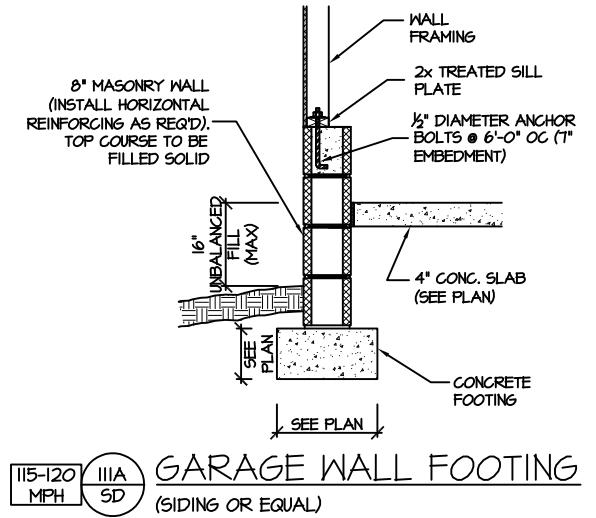 WALL
FRAMING
2x TREATED SILL
PLATE
½" DIAMETER ANCHOR
BOLTS @ 6'-0" OC (7"
EMBEDMENT)
8" MASONRY WALL
(INSTALL HORIZONTAL
REINFORCING AS REQ'D).
TOP COURSE TO BE
FILLED SOLID
16"
UNBALANCED
FILL
(MAX)
4" CONC. SLAB
(SEE PLAN)
SEE
PLAN
CONCRETE
FOOTING
SEE PLAN
115-120
MPH
111A
SD
GARAGE WALL FOOTING
(SIDING OR EQUAL)